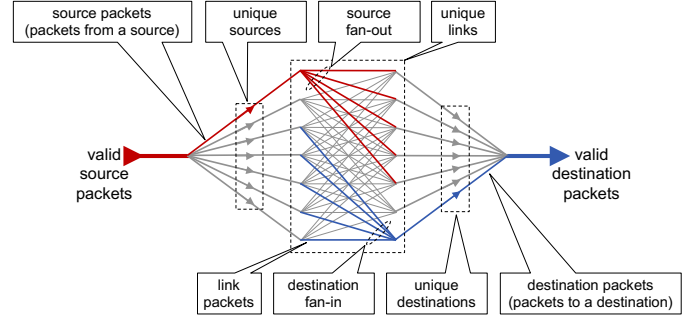 source packets
(packets from a source)
unique
sources
source
fan-out
unique
links
valid
source
packets
valid
destination
packets
link
packets
destination
fan-in
unique
destinations
destination packets
(packets to a destination)